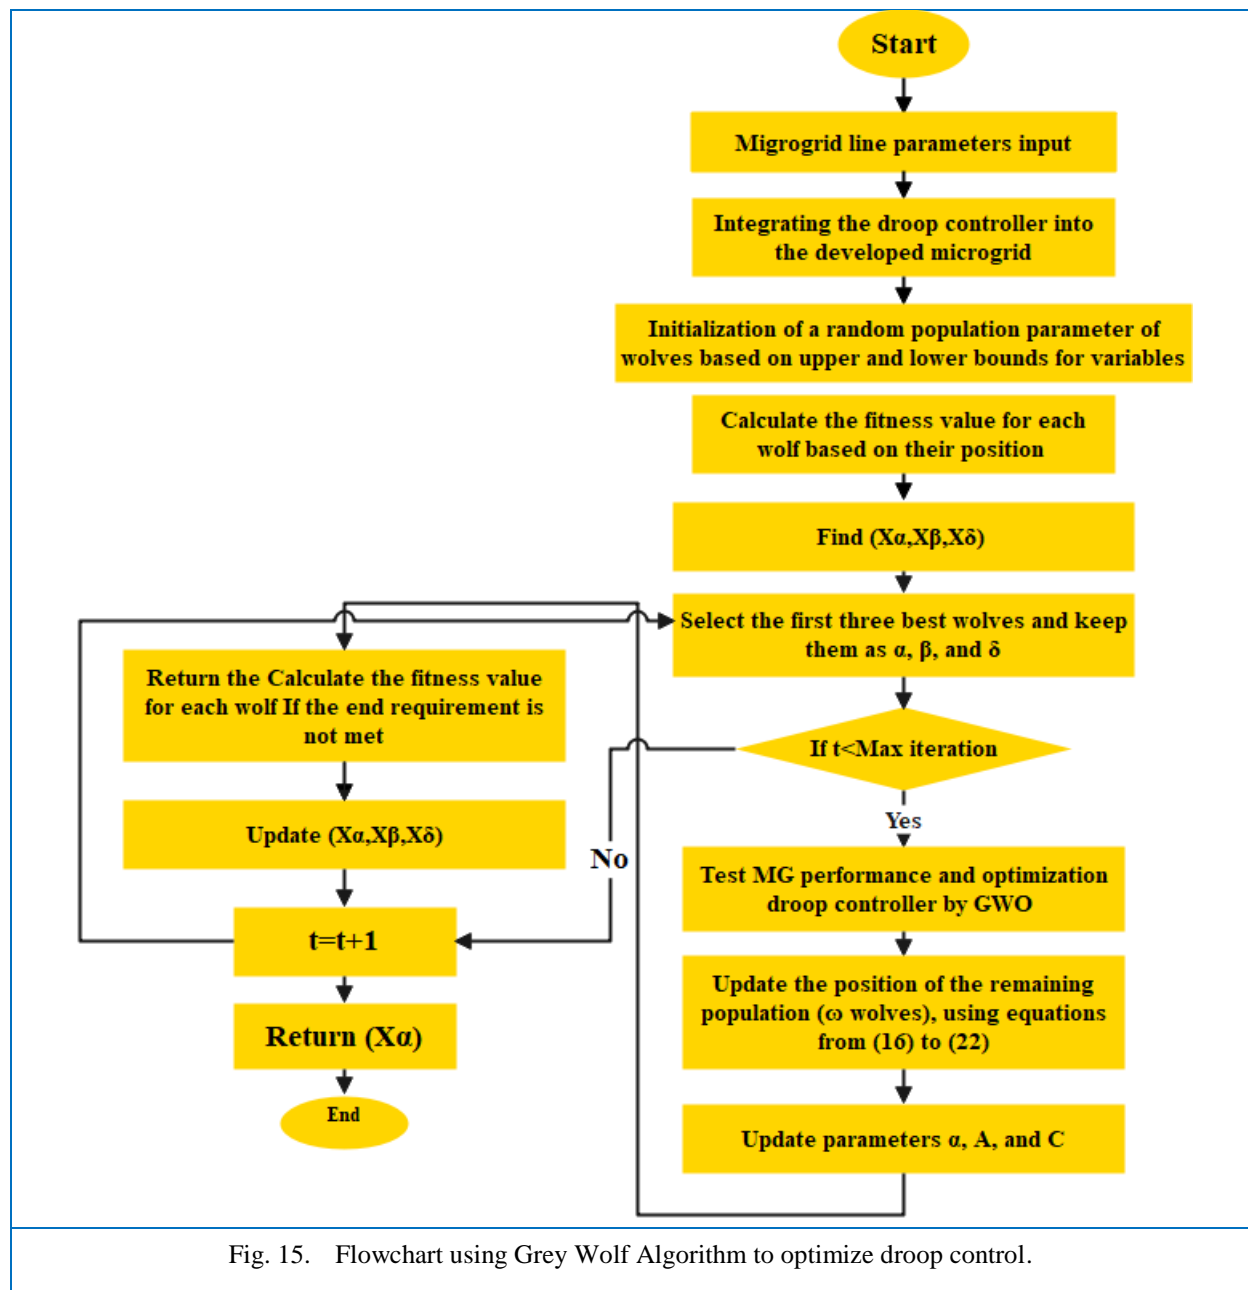 Start
Migrogrid line parameters input
Integrating the droop controller into
the developed microgrid
Initialization of a random population parameter of
wolves based on upper and lower bounds for variables
Calculate the fitness value for each
wolf based on their position
Find (Xα,Xβ,Xδ)
Select the first three best wolves and keep
them as α, β, and δ
If t<Max iteration
Yes
No
Test MG performance and optimization
droop controller by GWO
Update the position of the remaining
population (ω wolves), using equations
from (16) to (22)
Update parameters α, A, and C
Return the Calculate the fitness value
for each wolf If the end requirement is
not met
Update (Xα,Xβ,Xδ)
t=t+1
Return (Xα)
End
Fig. 15. Flowchart using Grey Wolf Algorithm to optimize droop control.